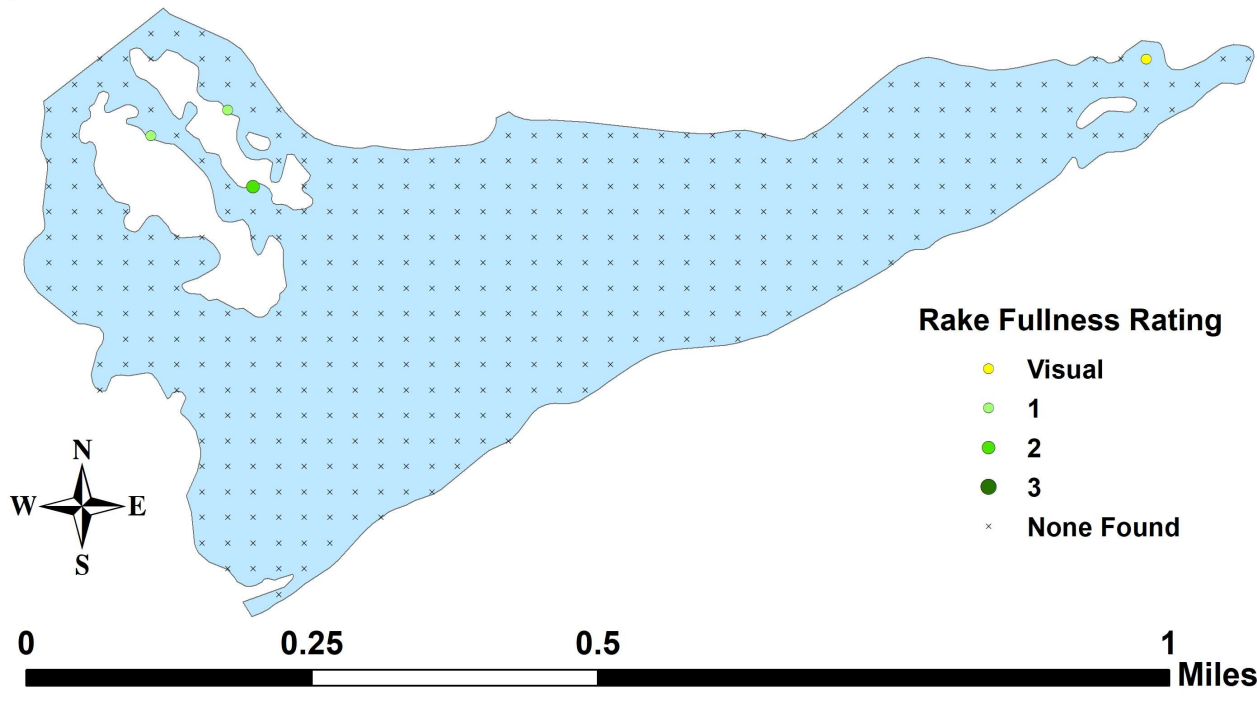 Rake Fullness Rating
Visual
1
2
3
None Found
N
W E
S
0 0.25 0.5 1
Miles